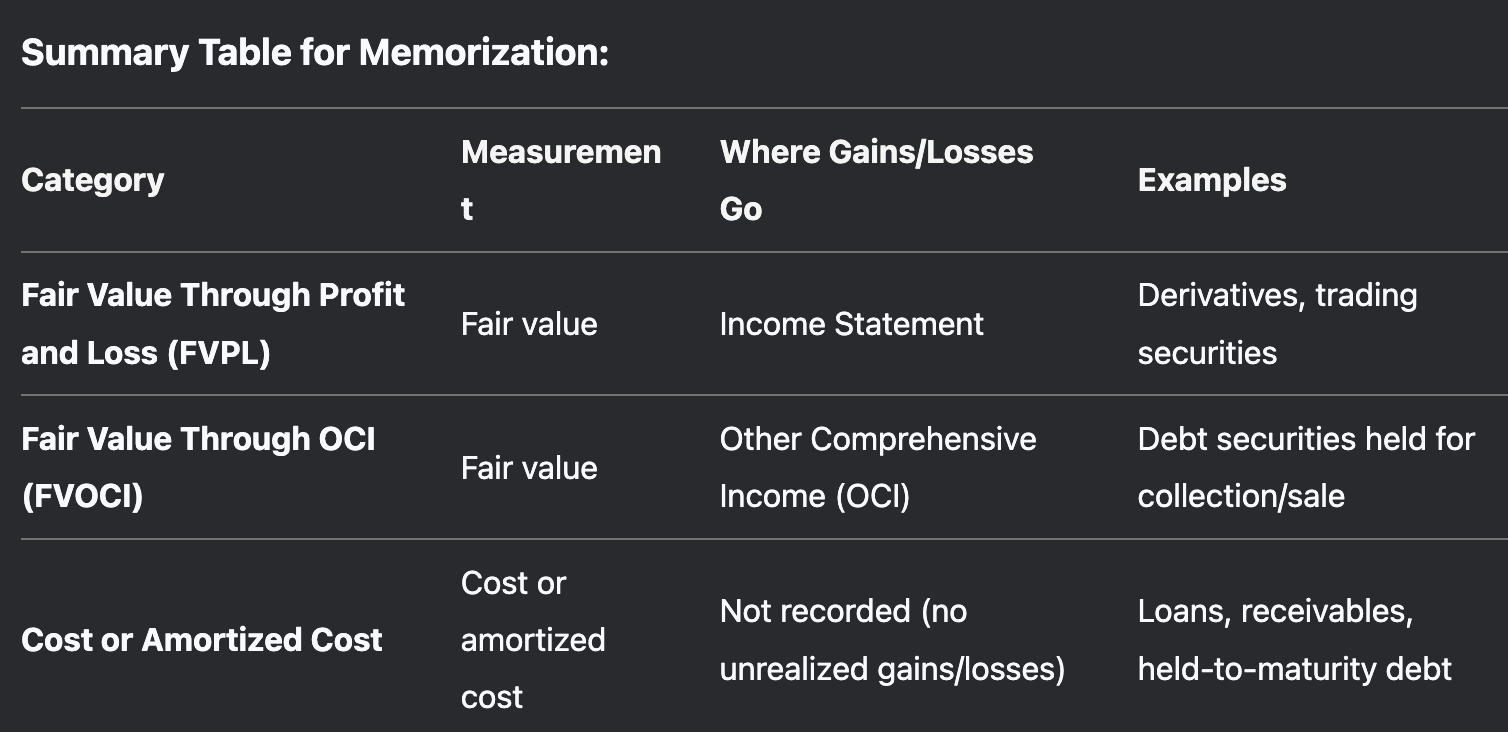 Summary Table for Memorization:
Category
Measuremen
t
Where Gains/Losses
Go
Examples
Fair Value Through Profit
and Loss (FVPL)
Fair value
Income Statement
Derivatives, trading
securities
Fair Value Through OCI
(FVOCI)
Fair value
Other Comprehensive
Income (OCI)
Debt securities held for
collection/sale
Cost or Amortized Cost
Cost or
amortized
cost
Not recorded (no
unrealized gains/losses)
Loans, receivables,
held-to-maturity debt